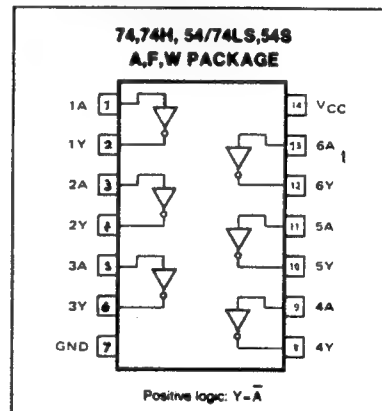 74,74H, 54/74LS,54S
A,F,W PACKAGE
1A 1 14 VCC
1Y 2 13 6A
2A 3 12 6Y
2Y 4 11 5A
3A 5 10 5Y
3Y 6 9 4A
GND 7 8 4Y
Positive logic: Y=A̅